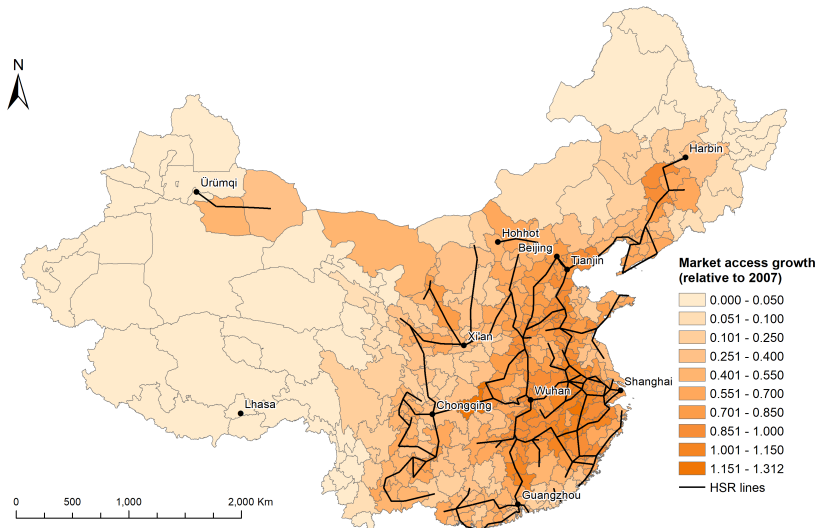 N
Harbin
Ürümqi
Hohhot
Beijing
Tianjin
Xi'an
Wuhan
Shanghai
Chongqing
Lhasa
Guangzhou
Market access growth
(relative to 2007)
0.000 - 0.050
0.051 - 0.100
0.101 - 0.250
0.251 - 0.400
0.401 - 0.550
0.551 - 0.700
0.701 - 0.850
0.851 - 1.000
1.001 - 1.150
1.151 - 1.312
HSR lines
0 500 1,000 2,000 Km